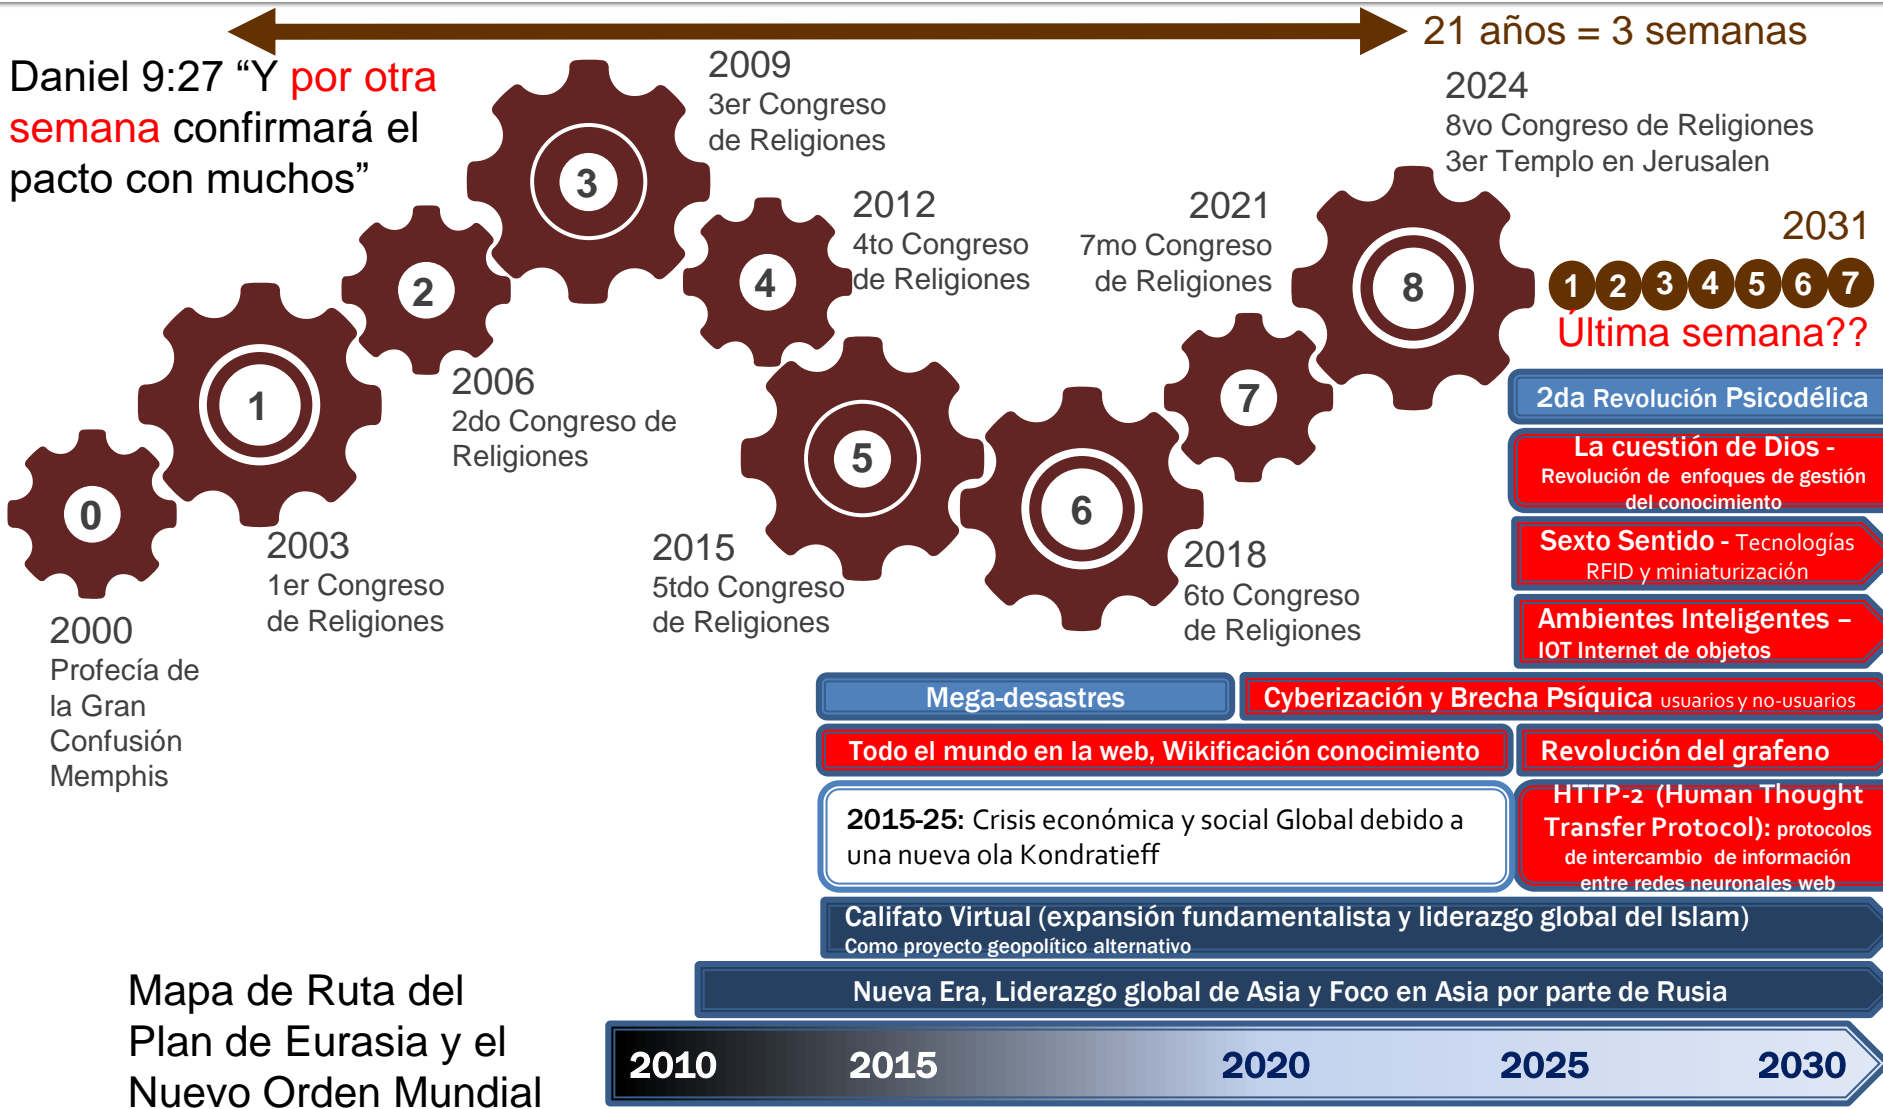 21 años = 3 semanas
Daniel 9:27 “Y por otra
semana confirmará el
pacto con muchos”
0
2000
Profecía de
la Gran
Confusión
Memphis
1
2003
1er Congreso
de Religiones
2
2006
2do Congreso de
Religiones
3
2009
3er Congreso
de Religiones
4
2012
4to Congreso
de Religiones
5
2015
5tdo Congreso
de Religiones
6
2018
6to Congreso
de Religiones
7
2021
7mo Congreso
de Religiones
8
2024
8vo Congreso de Religiones
3er Templo en Jerusalen
2031
1 2 3 4 5 6 7
Última semana??
2da Revolución Psicodélica
La cuestión de Dios -
Revolución de enfoques de gestión
del conocimiento
Sexto Sentido - Tecnologías
RFID y miniaturización
Ambientes Inteligentes –
IOT Internet de objetos
Mega-desastres
Cyberización y Brecha Psíquica usuarios y no-usuarios
Todo el mundo en la web, Wikificación conocimiento
Revolución del grafeno
2015-25: Crisis económica y social Global debido a
una nueva ola Kondratieff
HTTP-2 (Human Thought
Transfer Protocol): protocolos
de intercambio de información
entre redes neuronales web
Califato Virtual (expansión fundamentalista y liderazgo global del Islam)
Como proyecto geopolítico alternativo
Nueva Era, Liderazgo global de Asia y Foco en Asia por parte de Rusia
Mapa de Ruta del
Plan de Eurasia y el
Nuevo Orden Mundial
2010 2015 2020 2025 2030